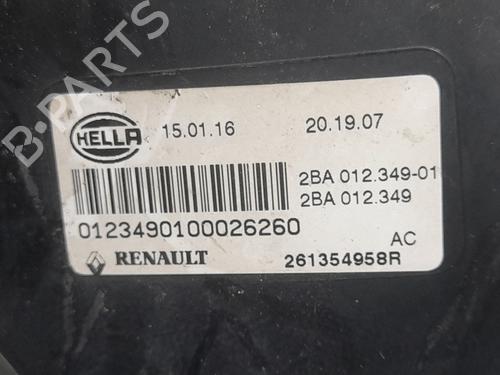 HELLA
15.01.16
20.19.07
2BA 012.349-01
2BA 012.349
0123490100026260
AC
RENAULT
261354958R
B-PARTS